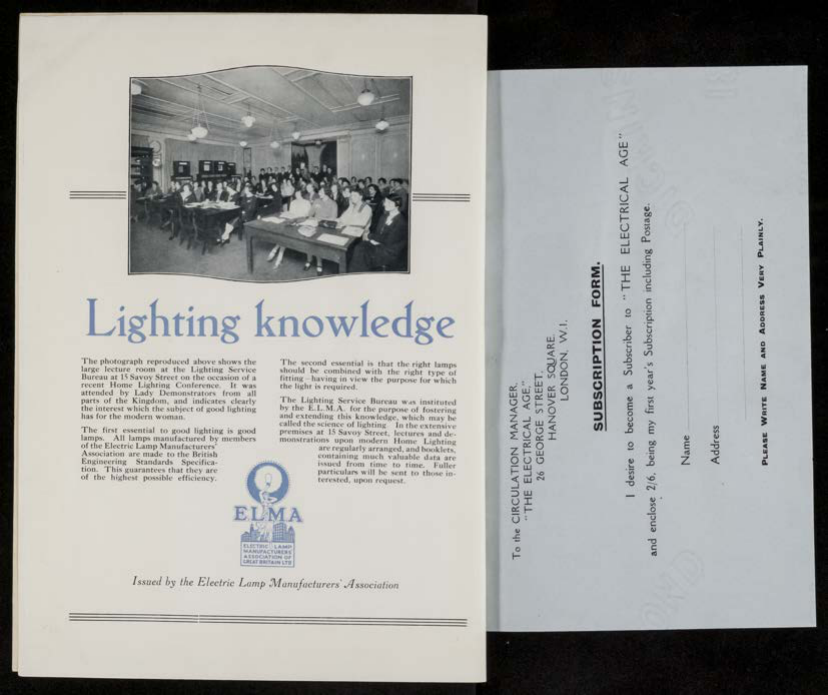 Lighting knowledge
The photograph reproduced above shows the
large lecture room at the Lighting Service
Bureau at 15 Savoy Street on the occasion of a
recent Home Lighting Conference. It was
attended by Lady Demonstrators from all
parts of the Kingdom, and indicates clearly
the interest which the subject of good lighting
has for the modern woman.
The first essential to good lighting is good
lamps. All lamps manufactured by members
of the Electric Lamp Manufacturers'
Association are made to the British
Engineering Standards Specifica-
tion. This guarantees that they are
of the highest possible efficiency.
The second essential is that the right lamps
should be combined with the right type of
fitting—having in view the purpose for which
the light is required.
The Lighting Service Bureau was instituted
by the E.L.M.A. for the purpose of fostering
and extending this knowledge, which may be
called the science of lighting. In the extensive
premises at 15 Savoy Street, lectures and de-
monstrations upon modern Home Lighting
are regularly arranged, and booklets,
containing much valuable data are
issued from time to time. Fuller
particulars will be sent to those in-
terested, upon request.
ELMA
ELECTRIC LAMP
MANUFACTURERS
ASSOCIATION OF
GREAT BRITAIN LTD
Issued by the Electric Lamp Manufacturers' Association
To the CIRCULATION MANAGER,
"THE ELECTRICAL AGE,"
26 GEORGE STREET,
HANOVER SQUARE,
LONDON, W.1.
SUBSCRIPTION FORM.
I desire to become a Subscriber to "THE ELECTRICAL AGE"
and enclose 2/6, being my first year's Subscription including Postage.
Name
Address
PLEASE WRITE NAME AND ADDRESS VERY PLAINLY.